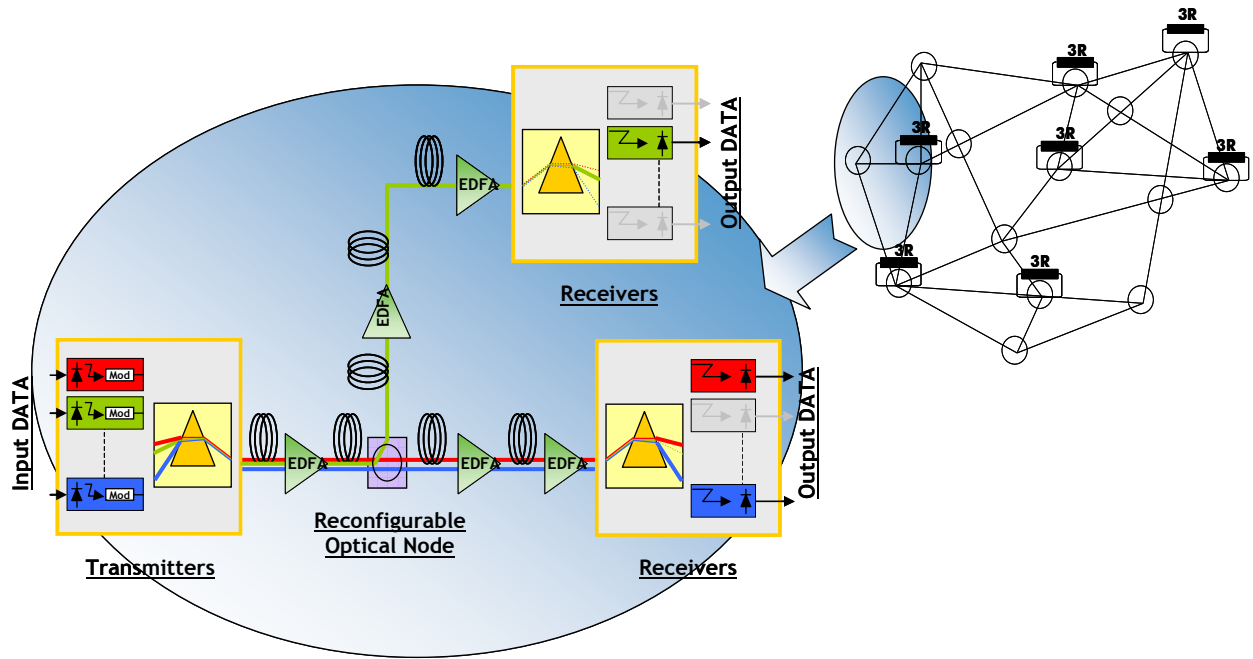 3R
3R
3R
3R
3R
3R
3R
EDFA
Output DATA
Receivers
EDFA
Input DATA
Mod
Mod
Mod
EDFA
EDFA
EDFA
Output DATA
Reconfigurable
Optical Node
Transmitters
Receivers